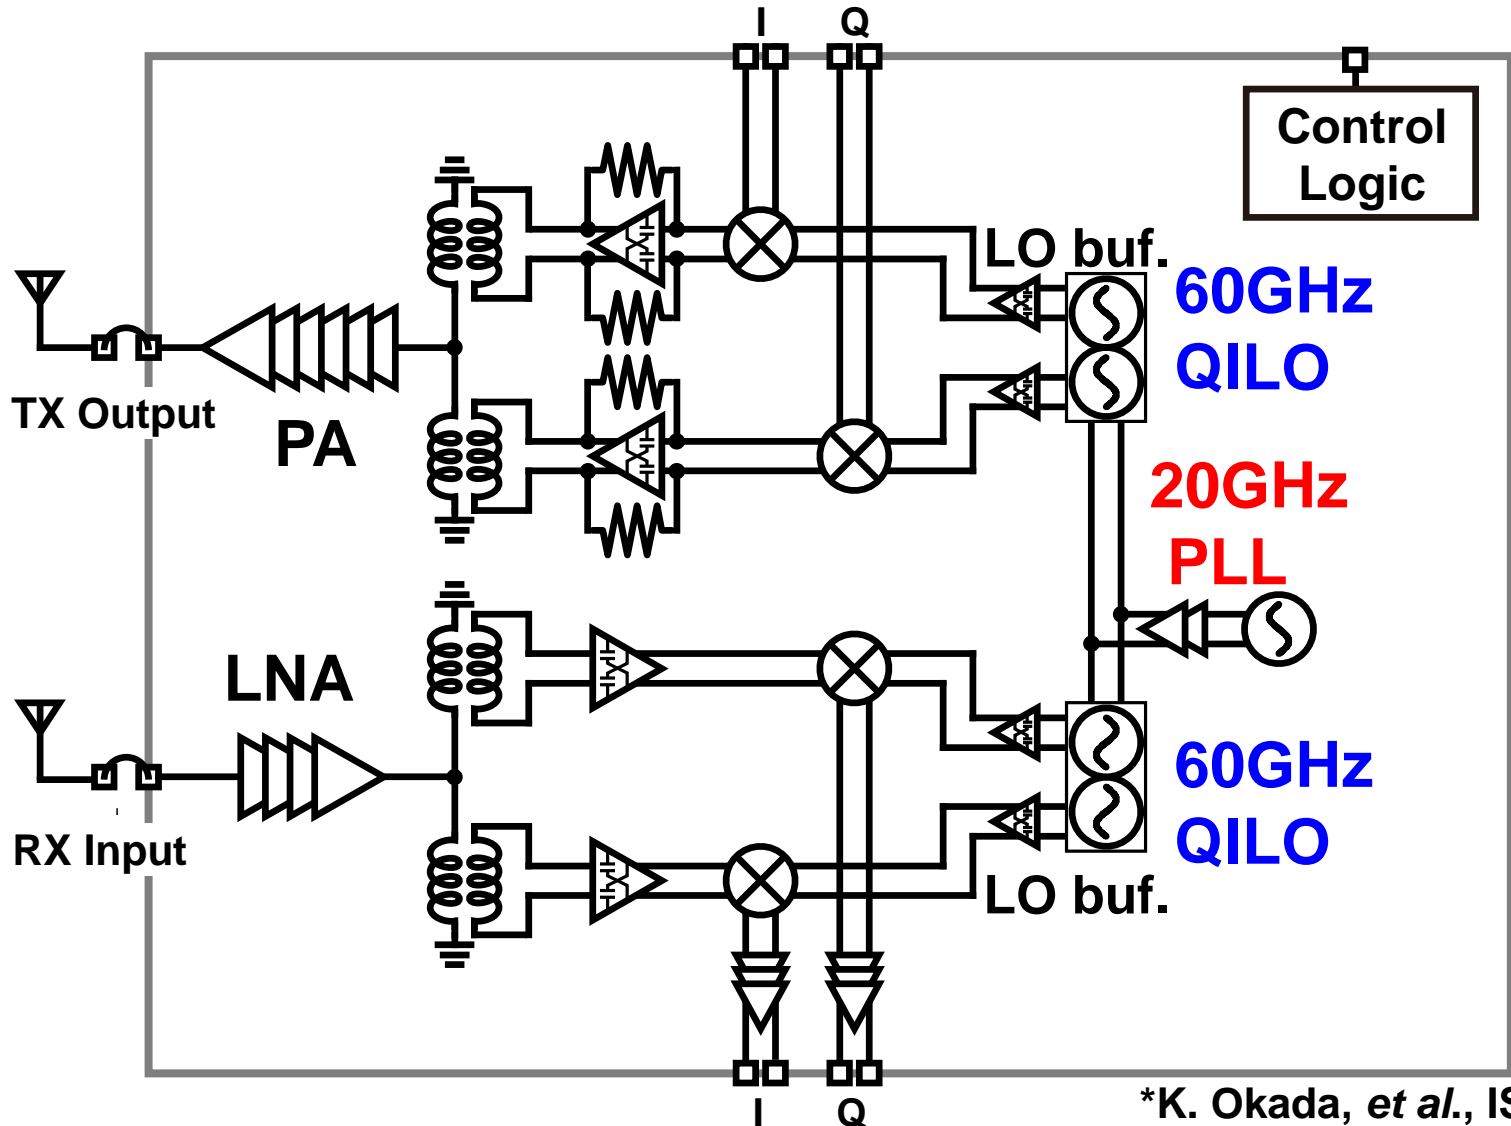 I Q
Control
Logic
LO buf.
60GHz
QILO
TX Output
PA
20GHz
PLL
LNA
60GHz
QILO
RX Input
LO buf.
I Q
*K. Okada, et al., IS